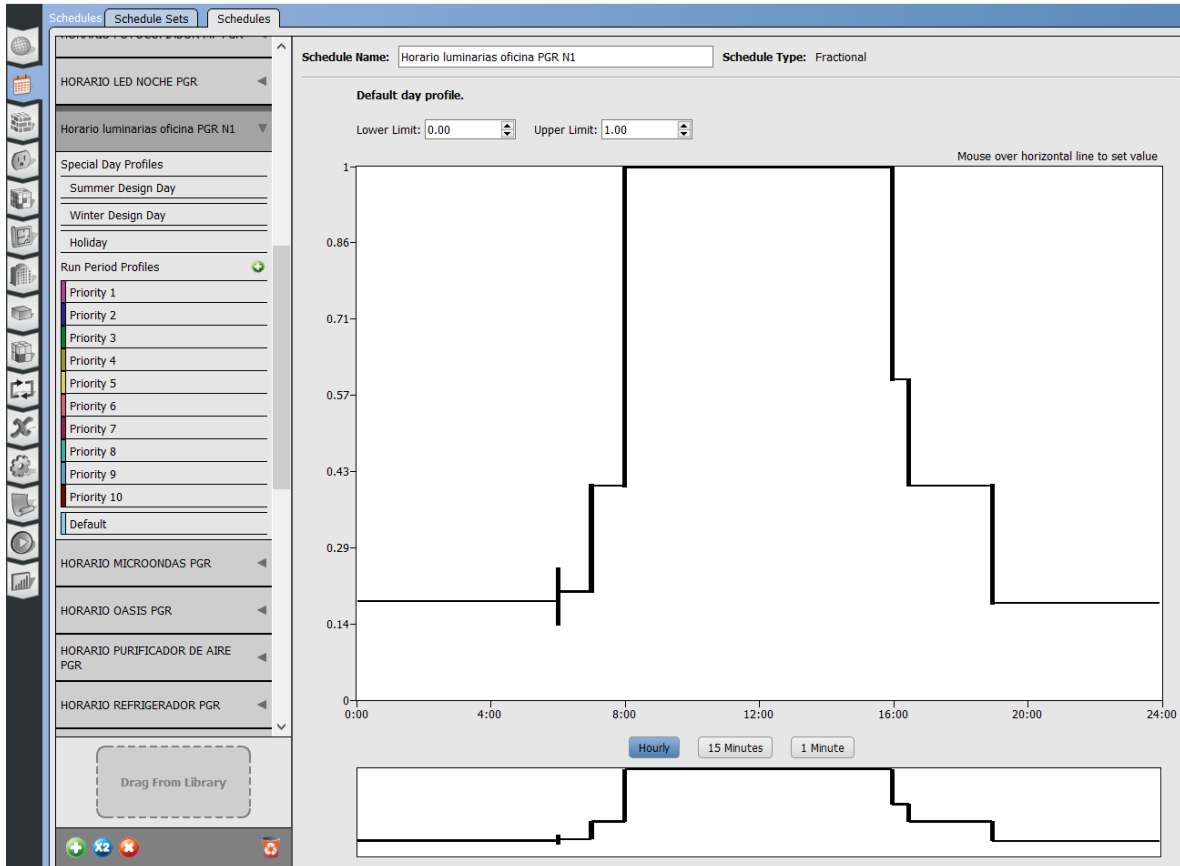 Schedules
Schedule Sets
Schedules
HORARIO LED NOCHE PGR
Horario luminarias oficina PGR N1
Special Day Profiles
Summer Design Day
Winter Design Day
Holiday
Run Period Profiles
Priority 1
Priority 2
Priority 3
Priority 4
Priority 5
Priority 6
Priority 7
Priority 8
Priority 9
Priority 10
Default
HORARIO MICROONDAS PGR
HORARIO OASIS PGR
HORARIO PURIFICADOR DE AIRE
PGR
HORARIO REFRIGERADOR PGR
Drag From Library
X2
Schedule Name: Horario luminarias oficina PGR N1 Schedule Type: Fractional
Default day profile.
Lower Limit: 0.00 Upper Limit: 1.00
Mouse over horizontal line to set value
1
0.86
0.71
0.57
0.43
0.29
0.14
0
0:00 4:00 8:00 12:00 16:00 20:00 24:00
Hourly 15 Minutes 1 Minute